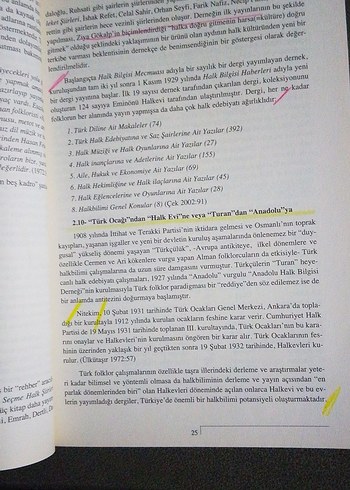 daloğlu, Ruhsati gibi şairlerin şiirlerinden
Şiirleri, İshak Refet, Celal Sahir, Orhan Seyfi, Faruk Nafiz, Necip
vettin gibi şairlerin hece vezinli şiirlerinden oluşur. Derneğin ilk yayınlarının bu şekilde
yapılması, Ziya Gökalp'in biçimlendirdiği "halka doğru gitmenin harsa(=kültüre) doğru
gitmek" olduğu şeklindeki yaklaşımının bir ürünü olan aydının halk kültüründen yeni bir
terkibe varması beklentisinin dernekçe de benimsendiğinin bir göstergesi olarak değer-
lendirilmelidir.
Başlangıçta Halk Bilgisi Mecmuası adıyla bir sayılık bir dergi yayımlanmış derneğin
kuruluşundan tam iki yıl sonra 1 Kasım 1929 yılında Halk Bilgisi Haberleri adıyla yeni
bir dergi yayınına başlar. İlk 19 sayısı dernek tarafından çıkarılan dergi, koleksiyonunu
oluşturan 124 sayıya Eminönü Halkevi tarafından ulaştırılmıştır. Dergi, her ne kadar
folklorun her alanda yayın yapmışsa da daha çok halk edebiyatı ağırlıklıdır.
1. Türk Diline Ait Makaleler (74)
2. Türk Halk Edebiyatına ve Saz Şairlerine Ait Yazılar (392)
3. Halk Müziği ve Halk Oyunlarına Ait Yazılar (27)
4. Halk inançlarına ve Adetlerine Ait Yazılar (155)
5. Aile, Hukuk ve Ekonomiye Ait Yazılar (69)
6. Halk Hekimliğine ve Halk ilaçlarına Ait Yazılar (45)
7. Halk Eğlencelerine ve Oyunlarına Ait Yazılar (28)
8. Halkbilimi Genel Konular (8) (Çek 2002:91)
2.10- "Türk Ocağı"ndan "Halk Evi"ne veya "Turan"dan "Anadolu"ya
1908 yılında İttihat ve Terakki Partisi'nin iktidara gelmesi ve Osmanlı'nın toprak
kayıpları, yaşanan işgaller ve yeni bir devletin kuruluş aşamalarında önlenemez bir "duy-
gusal" yükseliş dönemi yaşayan "Türkçülük", -Avrupa antikiteye, ilkel dönemlere ve
özellikle Cermen ve Ari kökenlere vurgu yapan Alman folklorcuların da etkisiyle- Türk
halkbilimi çalışmalarına da uzun süre damgasını vurmuştur. Türkçülerin "Turan" heye-
canlı halk edebiyatı çalışmaları, 1927 yılında "Anadolu" vurgulu "Anadolu Halk Bilgisi
Derneği"nin kurulmasıyla Türk folklor paradigması bir "reddiye"den söz edilemez ise de
bir anlamda antitezini doğurmaya başlamıştır.
Nitekim, 10 Şubat 1931 tarihinde Türk Ocakları Genel Merkezi, Ankara'da topla-
dığı bir kurultayla 1912 yılında kurulan ocakların feshine karar verir. Cumhuriyet Halk
Partisi de 19 Mayıs 1931 tarihinde toplanan III. kurultayında, Türk Ocakları'nın bu kara-
rını onaylar ve Halkevleri'nin kurulmasını öngören bir karar alır. Türk Ocaklarının fes-
hinin üzerinden yaklaşık bir yıl geçtikten sonra 19 Şubat 1932 tarihinde, Halkevleri ku-
rulur. (Ülkütaşır 1972:57)
Türk folklor çalışmalarının özellikle taşra illerindeki derleme ve araştırmalar yete-
ri kadar bilimsel ve yöntemli olmasa da halkbiliminin derleme ve yayın açısından "en
parlak dönemlerinden biri" olan Halkevleri döneminde açılan onlarca Halkevi ve bu ev-
lerin yayımladığı dergiler, Türkiye'de önemli bir halkbilimi potansiyeli oluşturmaktadır.
25